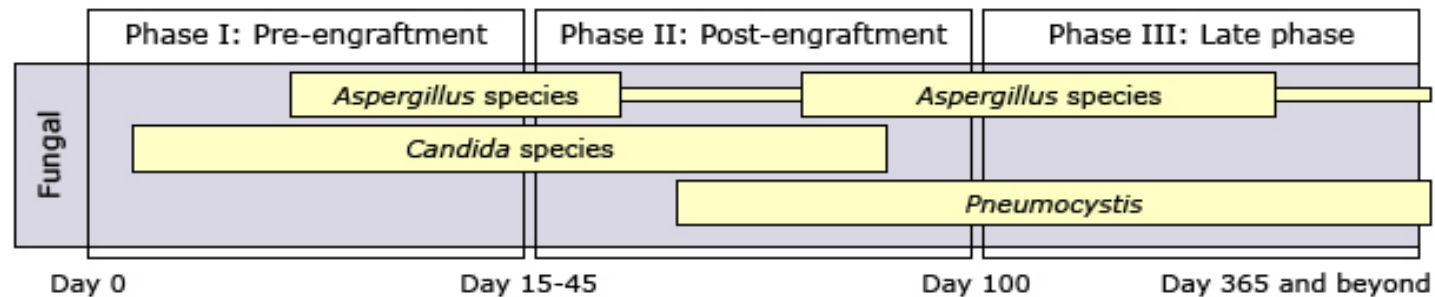 Phase I: Pre-engraftment
Phase II: Post-engraftment
Phase III: Late phase
Fungal
Aspergillus species
Aspergillus species
Candida species
Pneumocystis
Day 0
Day 15-45
Day 100
Day 365 and beyond